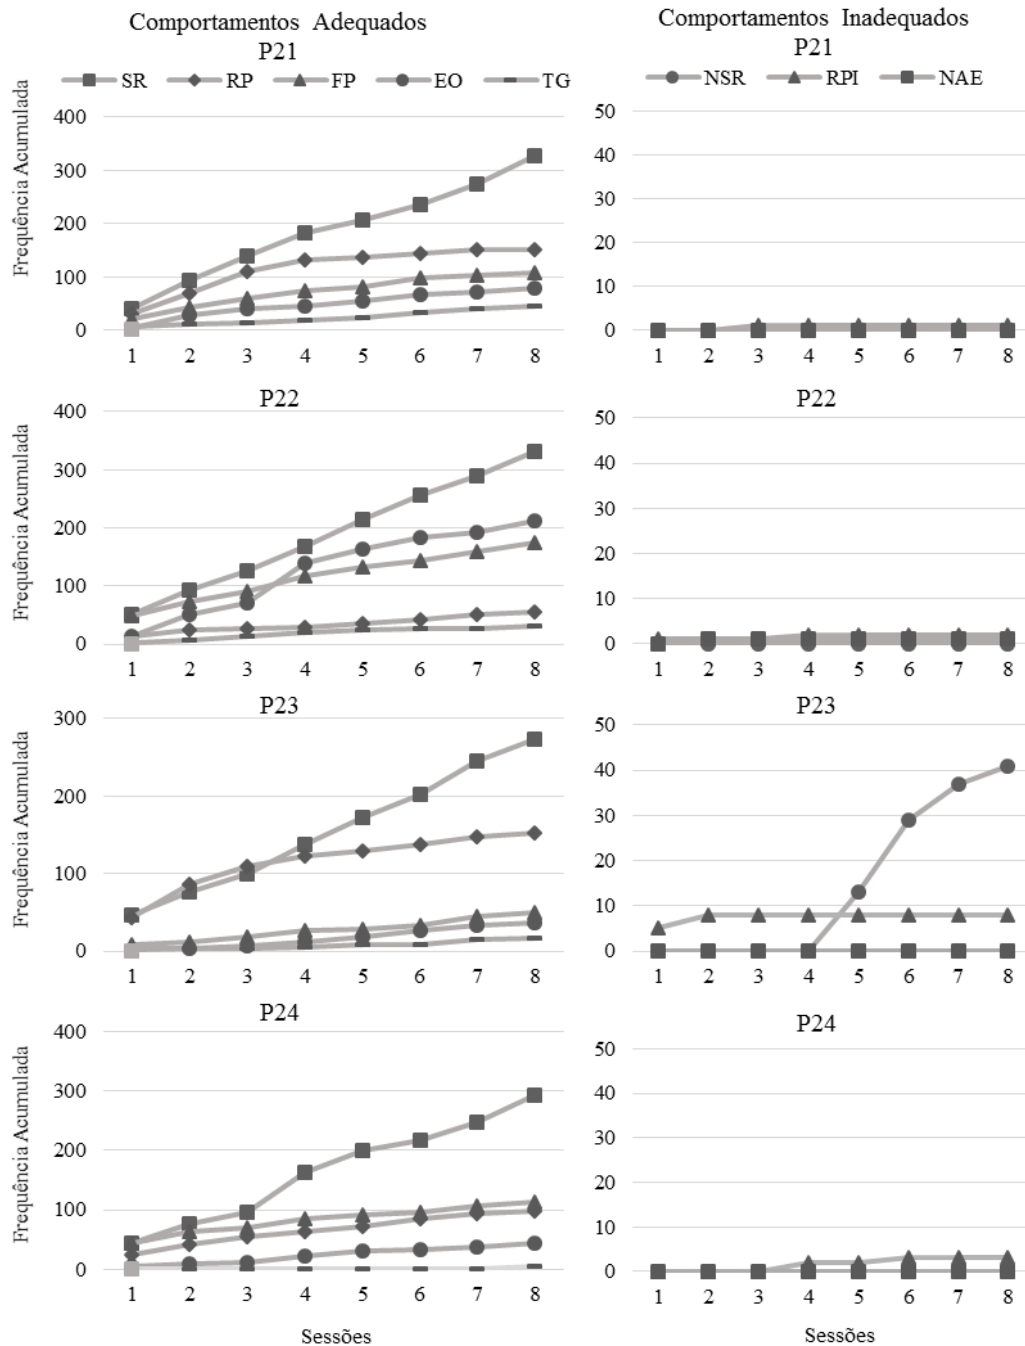 Comportamentos Adequados
P21
SR RP FP EO TG
Frequência Acumulada
400
300
200
100
0
1 2 3 4 5 6 7 8
Comportamentos Inadequados
P21
NSR RPI NAE
50
40
30
20
10
0
1 2 3 4 5 6 7 8
P22
Frequência Acumulada
400
300
200
100
0
1 2 3 4 5 6 7 8
P22
50
40
30
20
10
0
1 2 3 4 5 6 7 8
P23
Frequência Acumulada
300
200
100
0
1 2 3 4 5 6 7 8
P23
50
40
30
20
10
0
1 2 3 4 5 6 7 8
P24
Frequência Acumulada
400
300
200
100
0
1 2 3 4 5 6 7 8
Sessões
P24
50
40
30
20
10
0
1 2 3 4 5 6 7 8
Sessões